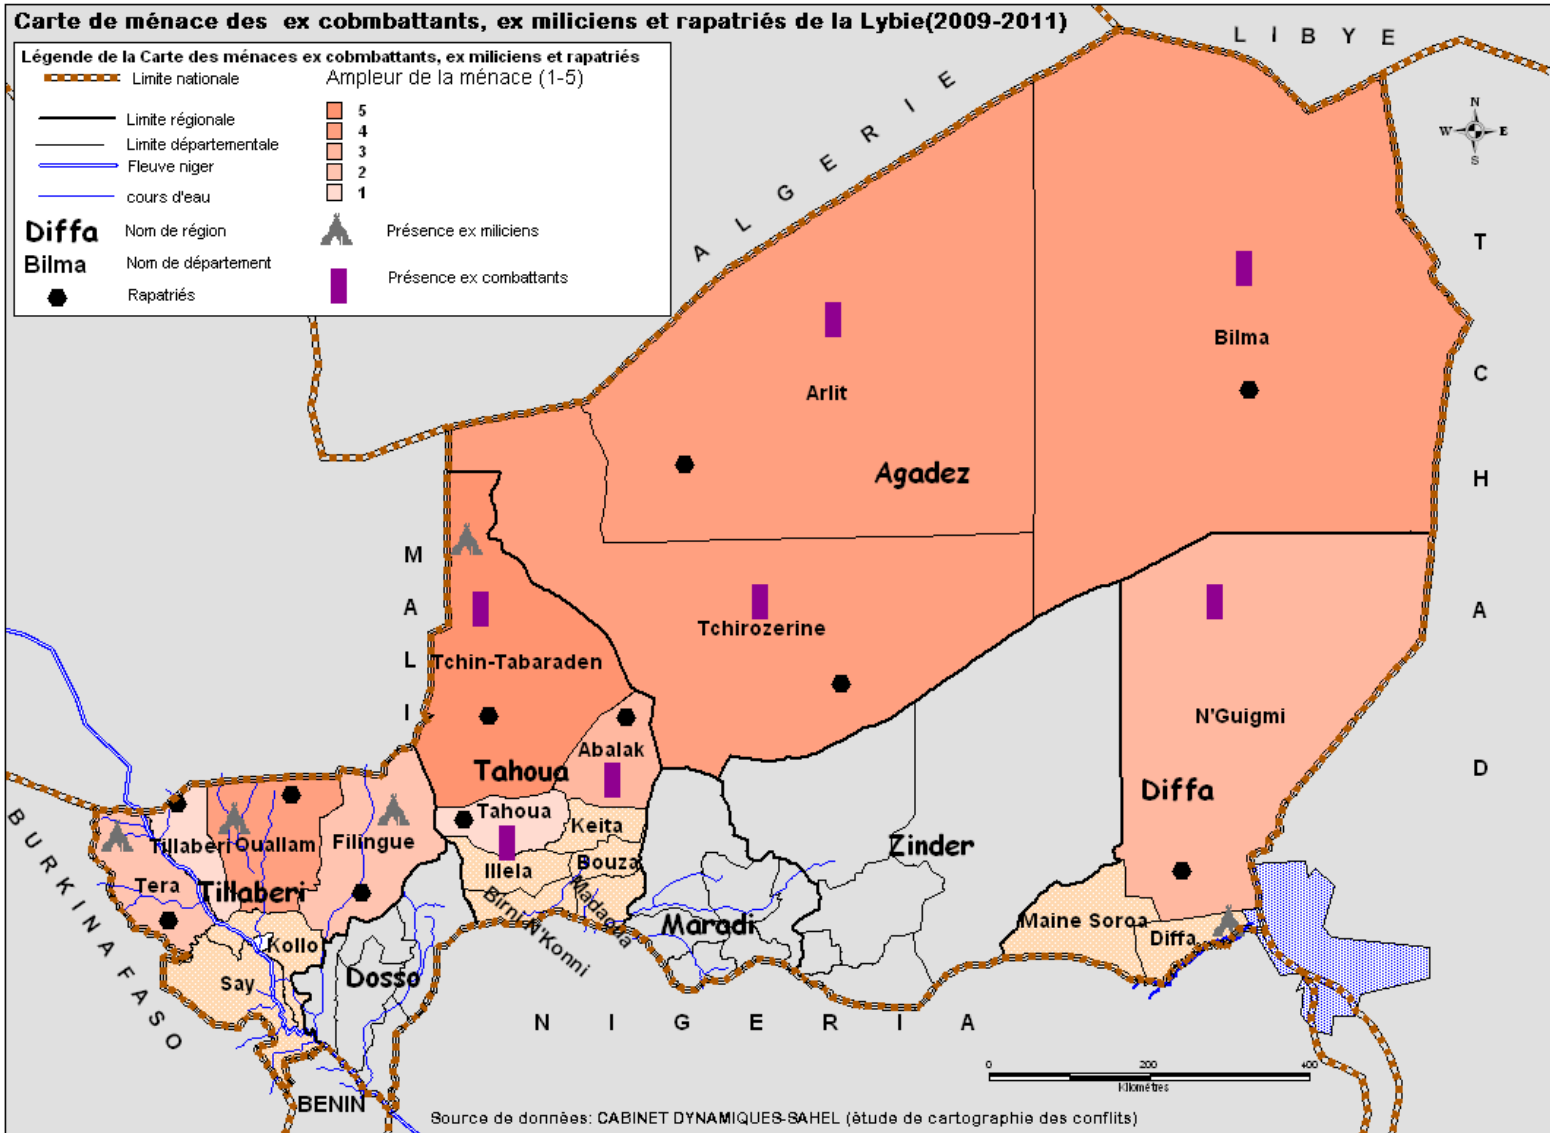 Carte de ménace des ex cobmbattants, ex miliciens et rapatriés de la Lybie(2009-2011)
Légende de la Carte des ménaces ex cobmbattants, ex miliciens et rapatriés
Limite nationale
Limite régionale
Limite départementale
Fleuve niger
cours d'eau
Diffa Nom de région
Bilma Nom de département
Rapatriés
Ampleur de la ménace (1-5)
5
4
3
2
1
Présence ex miliciens
Présence ex combattants
LIBYE
ALGERIE
TCHAD
MALI
BURKINA FASO
BENIN
NIGERIA
N
W E
S
Bilma
Arlit
Agadez
Tchirozerine
Tchin-Tabaraden
N'Guigmi
Abalak
Tahoua
Diffa
Tahoua
Keita
Tillaberi
Ouallam
Filingue
Zinder
Bouza
Illela
Tera
Tillaberi
Madaoua
Birni-N'Konni
Maradi
Maine Soroa
Diffa
Kollo
Dosso
Say
0 200 400
Kilométres
Source de données: CABINET DYNAMIQUES-SAHEL (étude de cartographie des conflits)